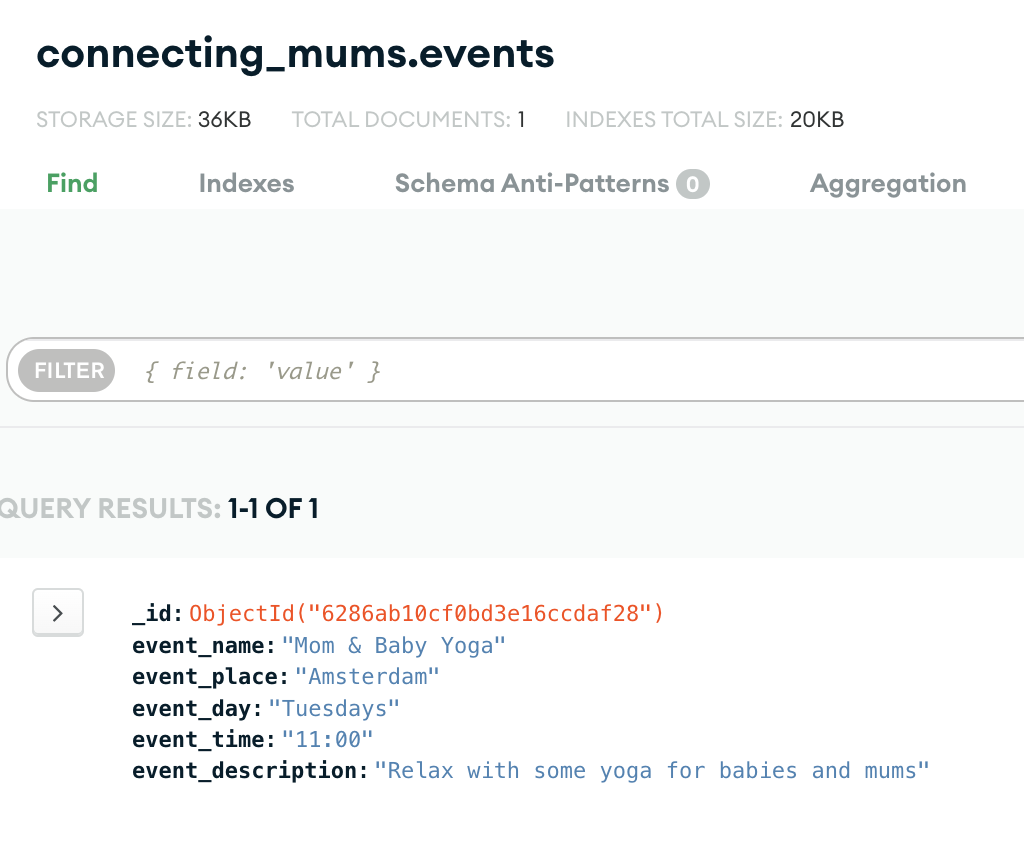 connecting_mums.events
STORAGE SIZE: 36KB TOTAL DOCUMENTS: 1 INDEXES TOTAL SIZE: 20KB
Find Indexes Schema Anti-Patterns 0 Aggregation
FILTER { field: 'value' }
QUERY RESULTS: 1-1 OF 1
_id: ObjectId("6286ab10cf0bd3e16ccdaf28")
event_name: "Mom & Baby Yoga"
event_place: "Amsterdam"
event_day: "Tuesdays"
event_time: "11:00"
event_description: "Relax with some yoga for babies and mums"